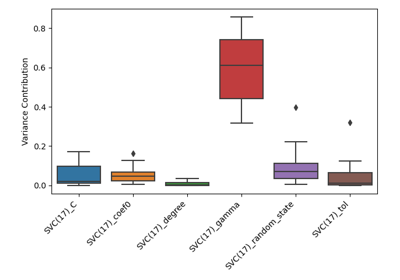 0.8
0.6
0.4
0.2
0.0
Variance Contribution
SVC(17)_C
SVC(17)_coef0
SVC(17)_degree
SVC(17)_gamma
SVC(17)_random_state
SVC(17)_tol